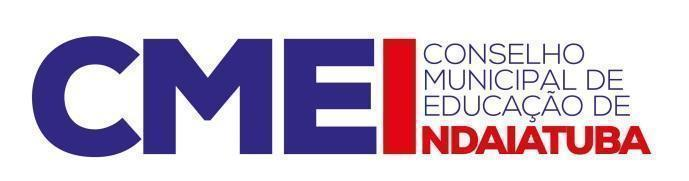 CMEI
CONSELHO
MUNICIPAL DE
EDUCAÇÃO DE
NDAIATUBA